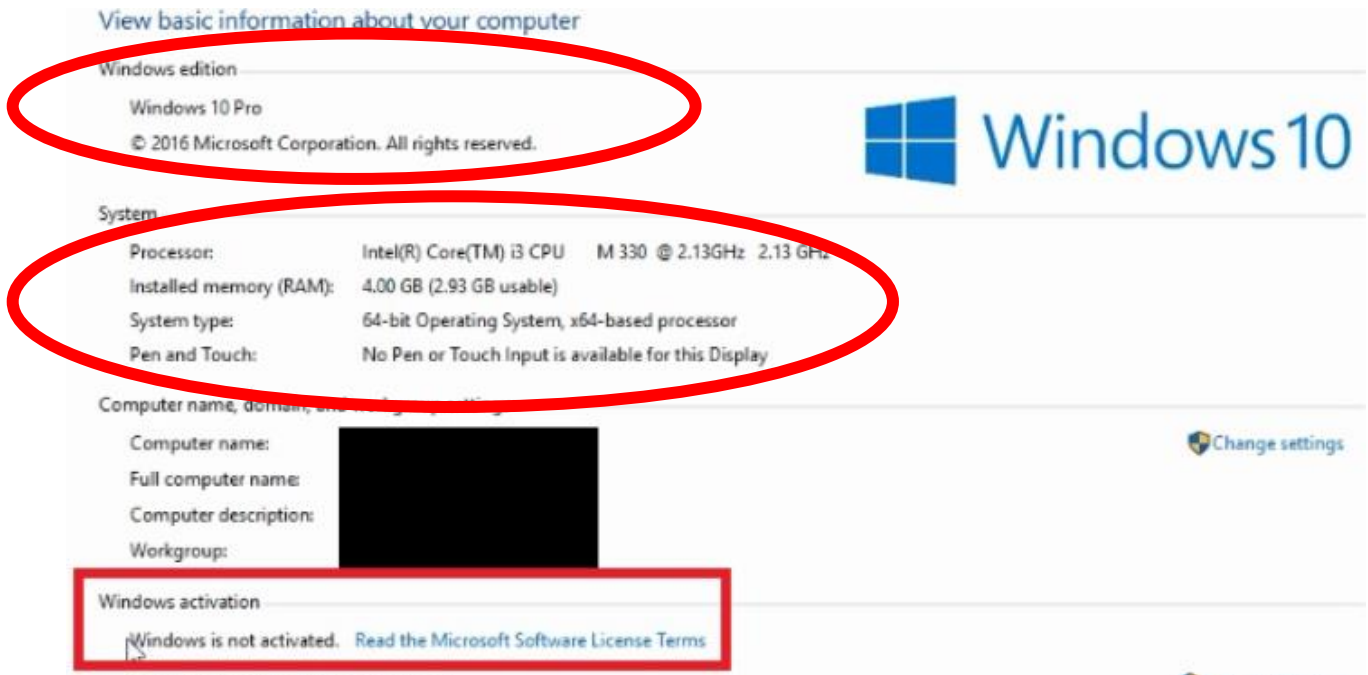 View basic information about your computer
Windows edition
Windows 10 Pro
© 2016 Microsoft Corporation. All rights reserved.
Windows 10
System
Processor: Intel(R) Core(TM) i3 CPU M 330 @ 2.13GHz 2.13 GHz
Installed memory (RAM): 4.00 GB (2.93 GB usable)
System type: 64-bit Operating System, x64-based processor
Pen and Touch: No Pen or Touch Input is available for this Display
Computer name, domain, and
Computer name:
Change settings
Full computer name:
Computer description:
Workgroup:
Windows activation
Windows is not activated. Read the Microsoft Software License Terms